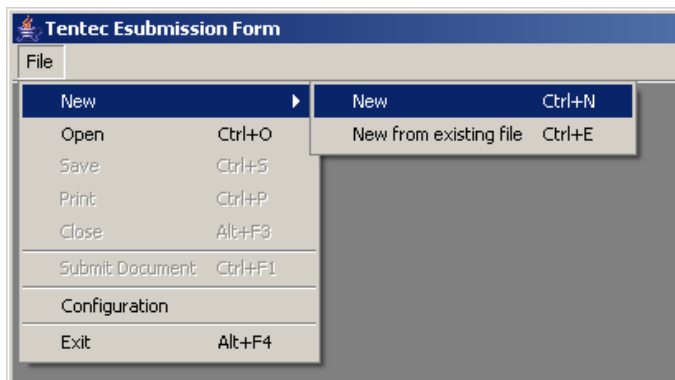 Tentec Esubmission Form
File
New New Ctrl+N
Open Ctrl+O New from existing file Ctrl+E
Save Ctrl+S
Print Ctrl+P
Close Alt+F3
Submit Document Ctrl+F1
Configuration
Exit Alt+F4